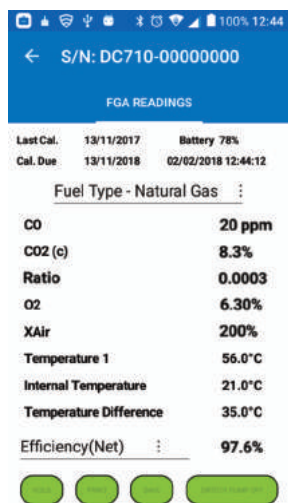 100% 12:44
S/N: DC710-00000000
FGA READINGS
Last Cal. 13/11/2017 Battery 78%
Cal. Due 13/11/2018 02/02/2018 12:44:12
Fuel Type - Natural Gas
CO 20 ppm
CO2 (c) 8.3%
Ratio 0.0003
O2 6.30%
XAir 200%
Temperature 1 56.0°C
Internal Temperature 21.0°C
Temperature Difference 35.0°C
Efficiency(Net) 97.6%